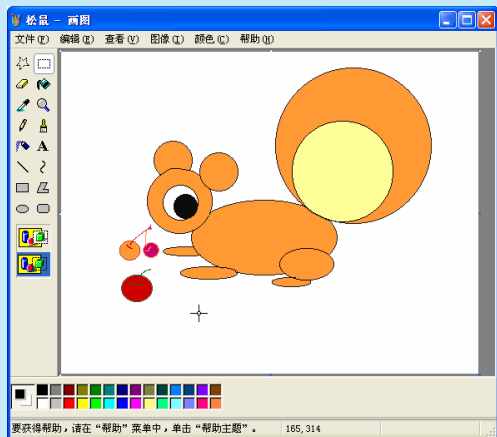 松鼠 - 画图
文件(F) 编辑(E) 查看(V) 图像(I) 颜色(C) 帮助(H)
A
要获得帮助，请在“帮助”菜单中，单击“帮助主题”。 165,314